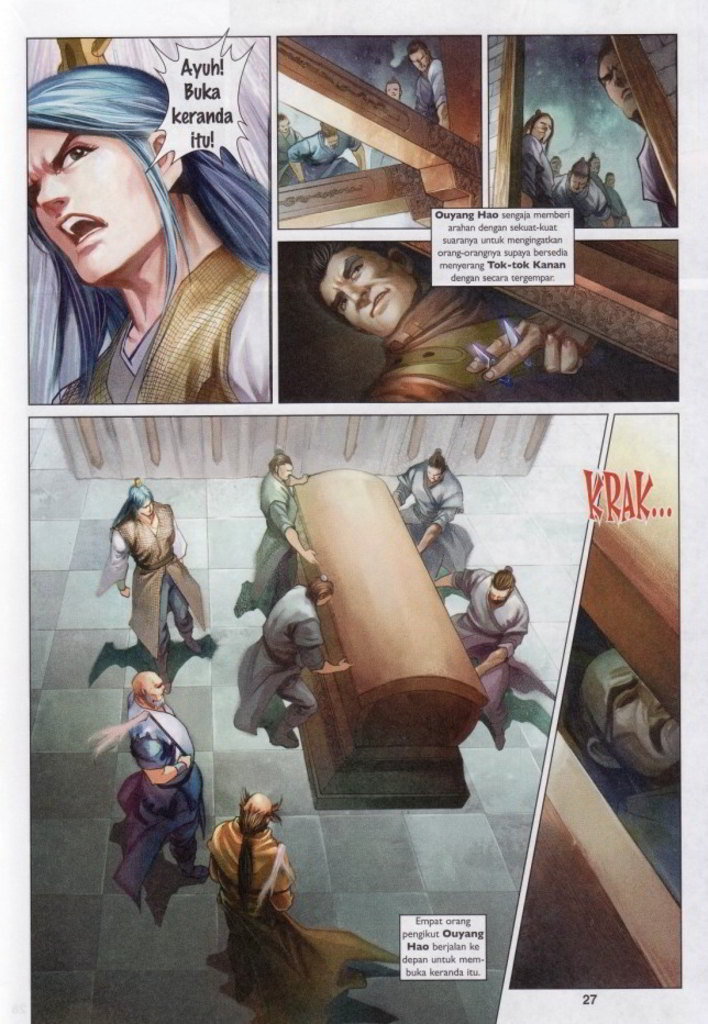 Ayuh!
Buka
keranda
itu!
Ouyang Hao sengaja memberi
arahan dengan sekuat-kuat
suaranya untuk mengingatkan
orang-orangnya supaya bersedia
menyerang Tok-tok Kanan
dengan secara tergempar.
KRAK...
Empat orang
pengikut Ouyang
Hao berjalan ke
depan untuk mem-
buka keranda itu.
27